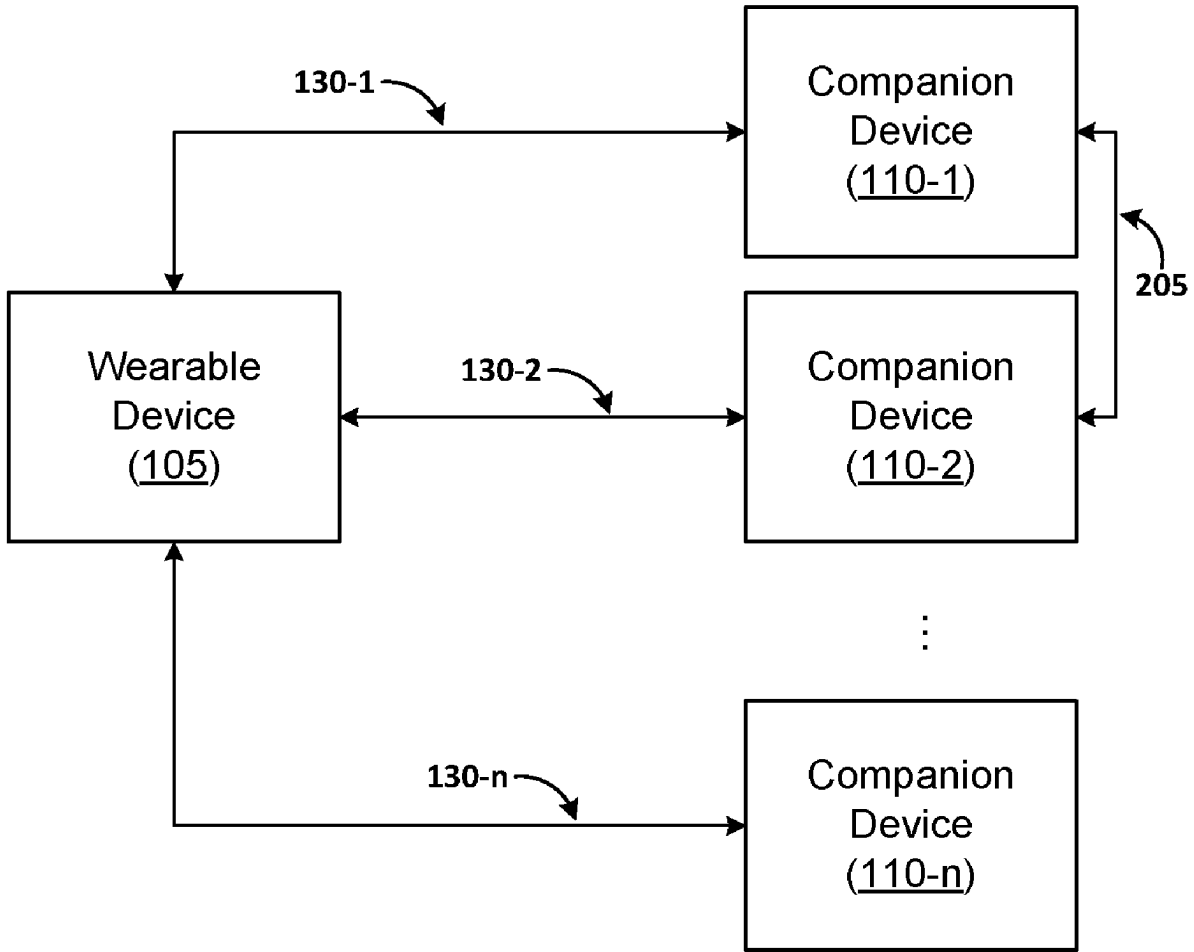 130-1
Companion
Device
(110-1)
205
Wearable
Device
(105)
130-2
Companion
Device
(110-2)
⋮
130-n
Companion
Device
(110-n)